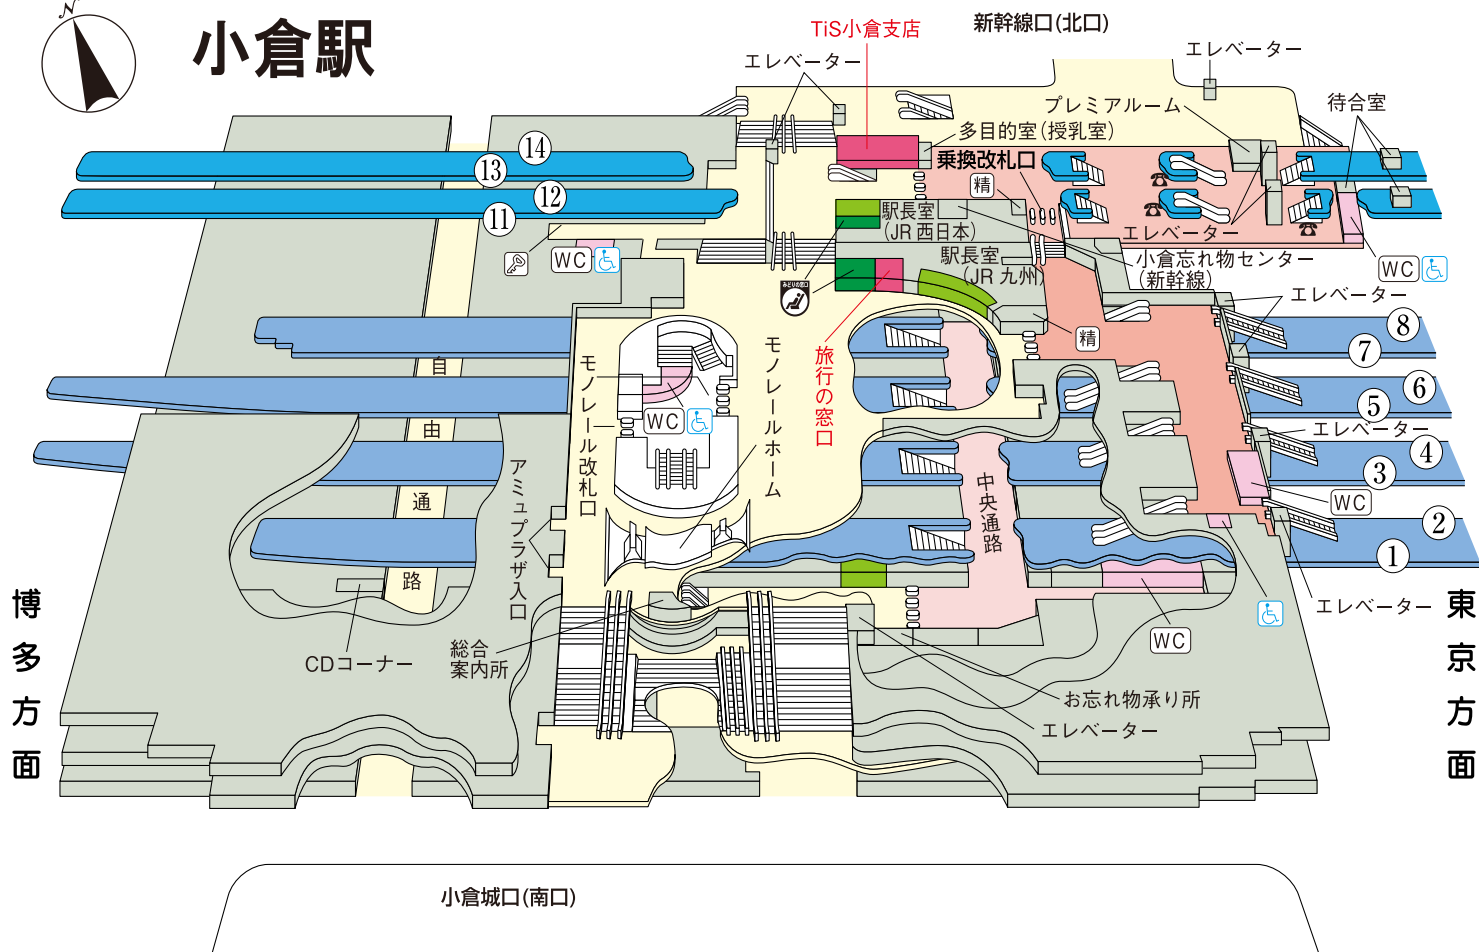 N
小倉駅
TiS小倉支店
新幹線口(北口)
エレベーター
エレベーター
プレミアルーム
待合室
多目的室(授乳室)
乗換改札口
精
14
13
12
11
駅長室
(JR西日本)
エレベーター
駅長室
(JR九州)
小倉忘れ物センター
(新幹線)
WC
WC
みどりの窓口
エレベーター
8
7
6
5
精
モノレールホーム
旅行の窓口
モノレール改札口
WC
エレベーター
4
3
WC
2
1
自由通路
アミュプラザ入口
中央通路
エレベーター
WC
CDコーナー
総合
案内所
お忘れ物承り所
エレベーター
博多方面
東京方面
小倉城口(南口)